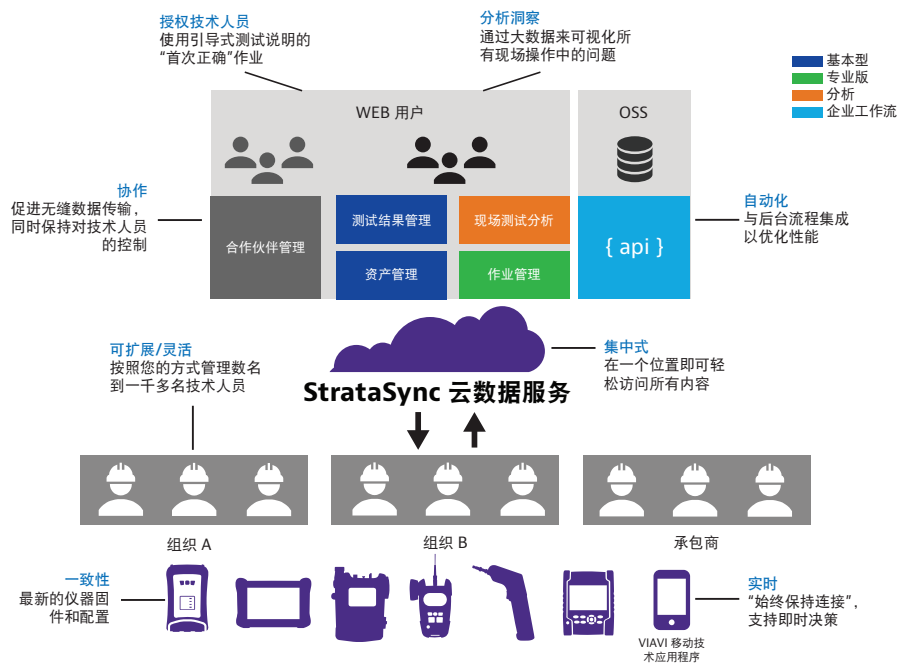 授权技术人员
使用引导式测试说明的
“首次正确”作业
分析洞察
通过大数据来可视化所
有现场操作中的问题
基本型
专业版
分析
企业工作流
WEB 用户
OSS
协作
促进无缝数据传输，
同时保持对技术人员
的控制
合作伙伴管理
测试结果管理
现场测试分析
资产管理
作业管理
{ api }
自动化
与后台流程集成
以优化性能
可扩展/灵活
按照您的方式管理数名
到一千多名技术人员
集中式
在一个位置即可轻
松访问所有内容
StrataSync 云数据服务
组织 A
组织 B
承包商
一致性
最新的仪器固
件和配置
实时
“始终保持连接”，
支持即时决策
VIAVI 移动技
术应用程序